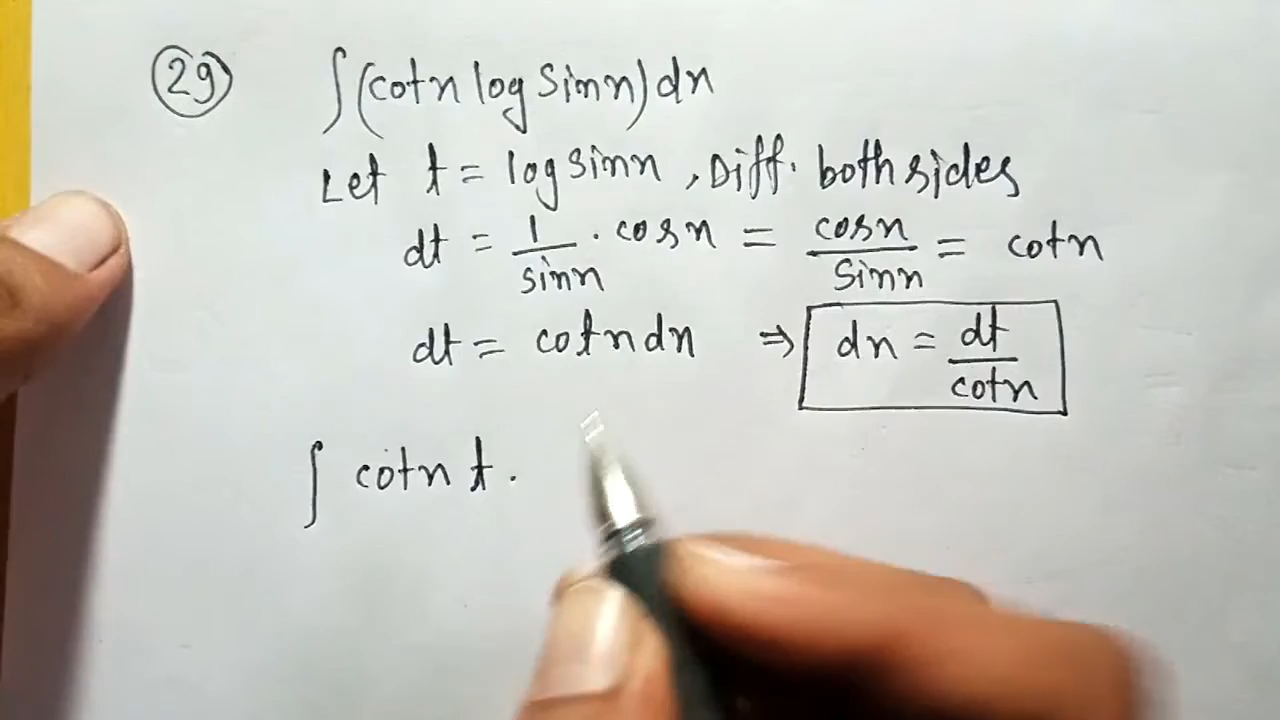 29 ∫(cotx log sinx)dx
Let t = log sinx, Diff. both sides
dt = 1/sinx . cosx = cosx/sinx = cotx
dt = cotx dx ⇒ dx = dt/cotx
∫ cotx t .